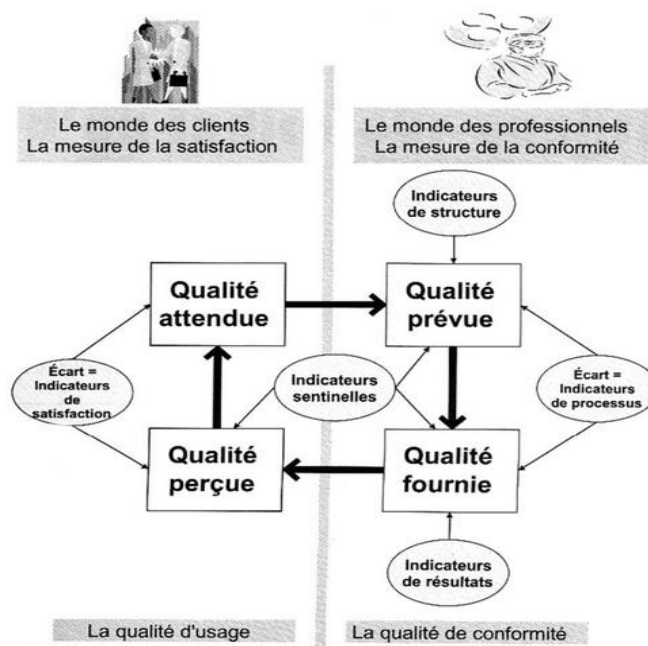 Le monde des clients
La mesure de la satisfaction
Le monde des professionnels
La mesure de la conformité
Indicateurs
de structure
Qualité
attendue
Qualité
prévue
Écart =
Indicateurs
de
satisfaction
Indicateurs
sentinelles
Écart =
Indicateurs
de processus
Qualité
perçue
Qualité
fournie
Indicateurs
de résultats
La qualité d'usage
La qualité de conformité